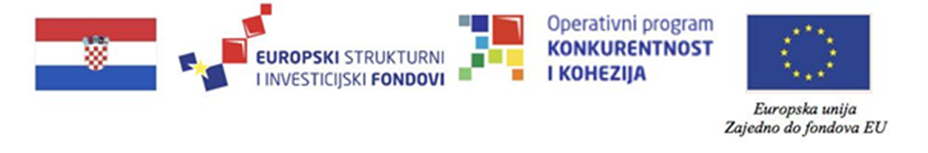 EUROPSKI STRUKTURNI
I INVESTICIJSKI FONDOVI
Operativni program
KONKURENTNOST
I KOHEZIJA
Europska unija
Zajedno do fondova EU